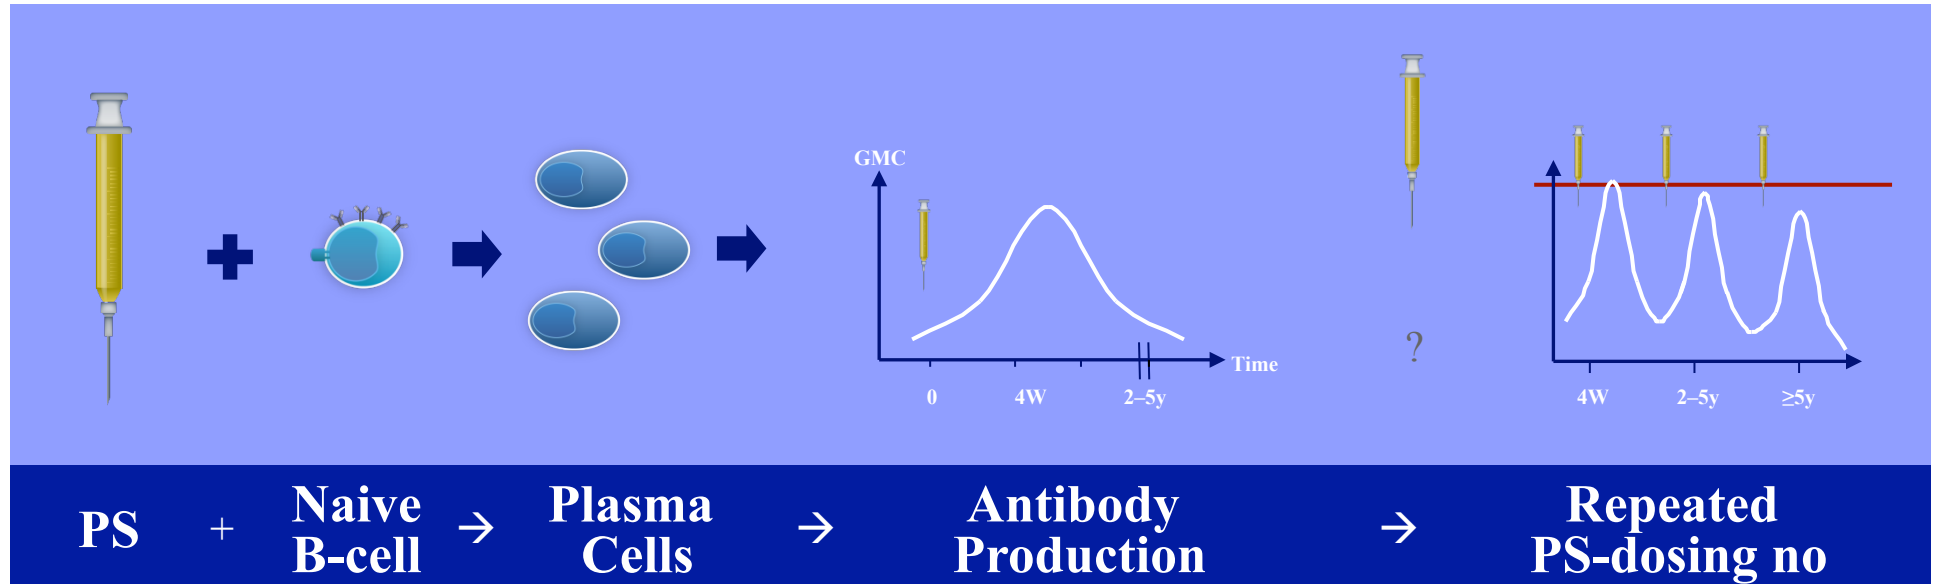 GMC
Time
0 4W 2–5y
?
4W 2–5y ≥5y
PS + Naive B-cell → Plasma Cells → Antibody Production → Repeated PS-dosing no